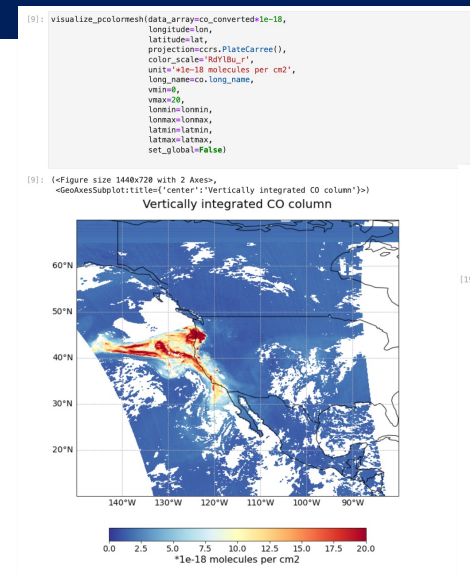 [9]: visualize_pcolormesh(data_array=co_converted*1e-18,
longitude=lon,
latitude=lat,
projection=ccrs.PlateCarree(),
color_scale='RdYlBu_r',
unit='*1e-18 molecules per cm2',
long_name=co.long_name,
vmin=0,
vmax=20,
lonmin=lonmin,
lonmax=lonmax,
latmin=latmin,
latmax=latmax,
set_global=False)
[9]: (<Figure size 1440x720 with 2 Axes>,
<GeoAxesSubplot:title={'center':'Vertically integrated CO column'}>)
Vertically integrated CO column
60°N
50°N
40°N
30°N
20°N
140°W 130°W 120°W 110°W 100°W 90°W
0.0 2.5 5.0 7.5 10.0 12.5 15.0 17.5 20.0
*1e-18 molecules per cm2